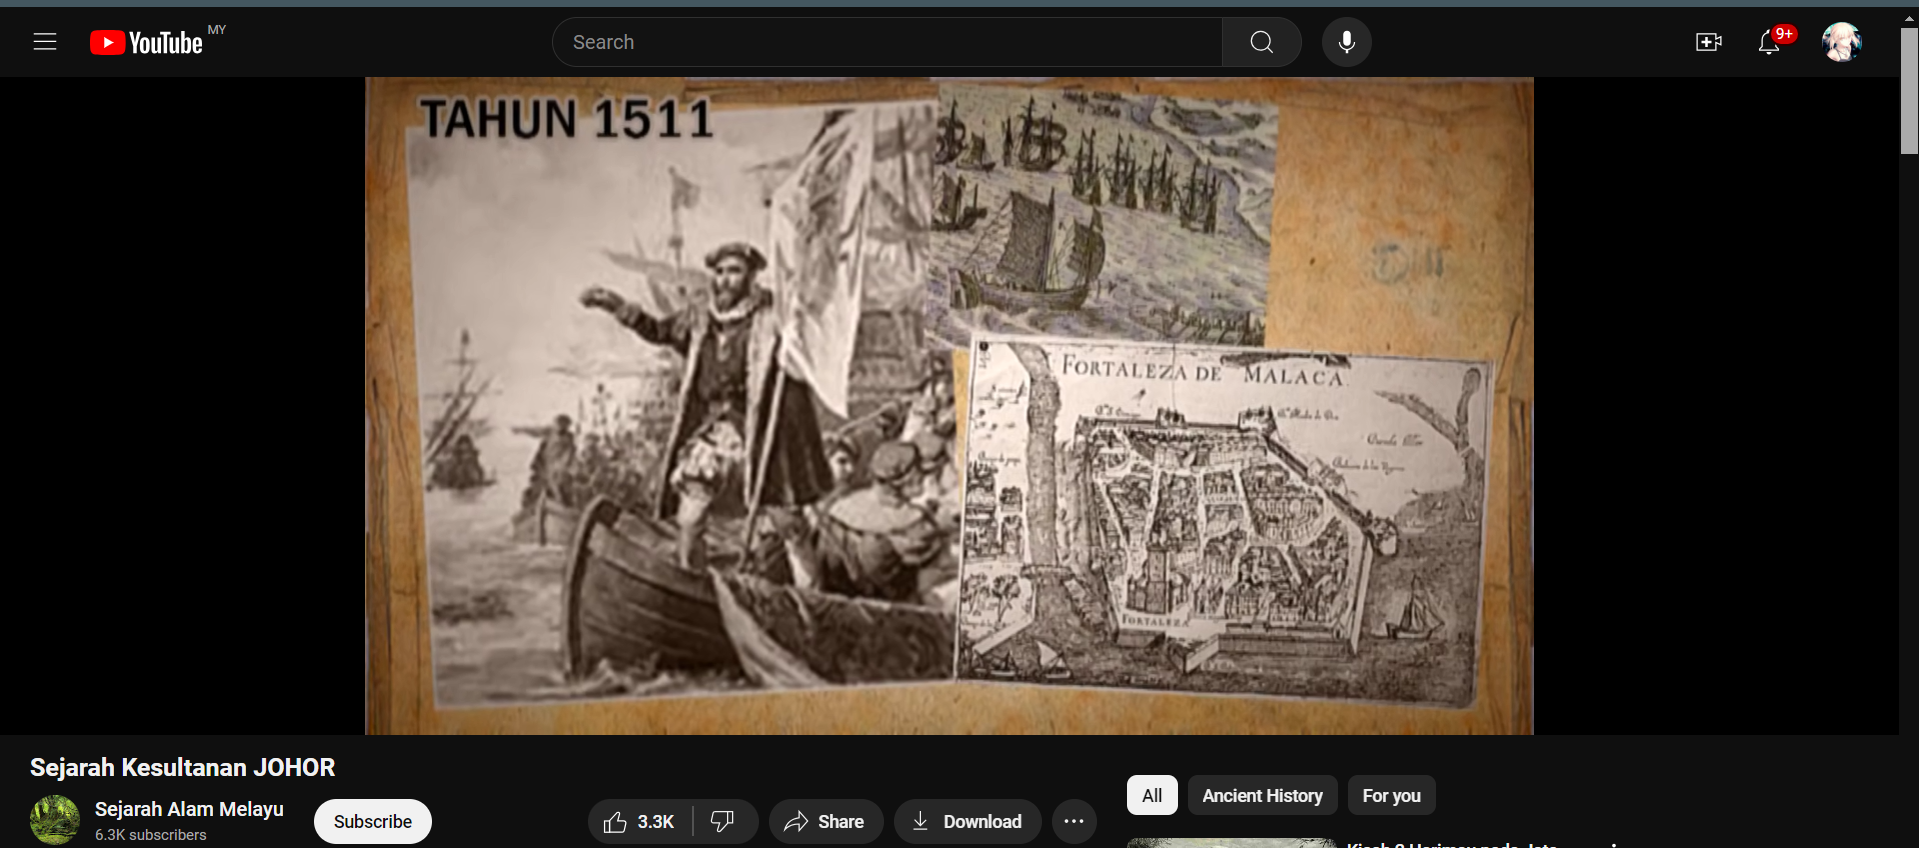 YouTube MY
Search
9+
TAHUN 1511
FORTALEZA DE MALACA
FORTALEZA
Sejarah Kesultanan JOHOR
Sejarah Alam Melayu
6.3K subscribers
Subscribe
3.3K
Share
Download
All
Ancient History
For you